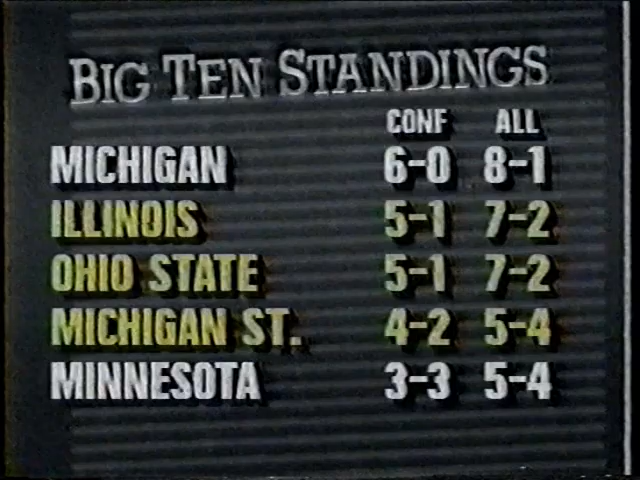 BIG TEN STANDINGS
CONF ALL
MICHIGAN 6-0 8-1
ILLINOIS 5-1 7-2
OHIO STATE 5-1 7-2
MICHIGAN ST. 4-2 5-4
MINNESOTA 3-3 5-4